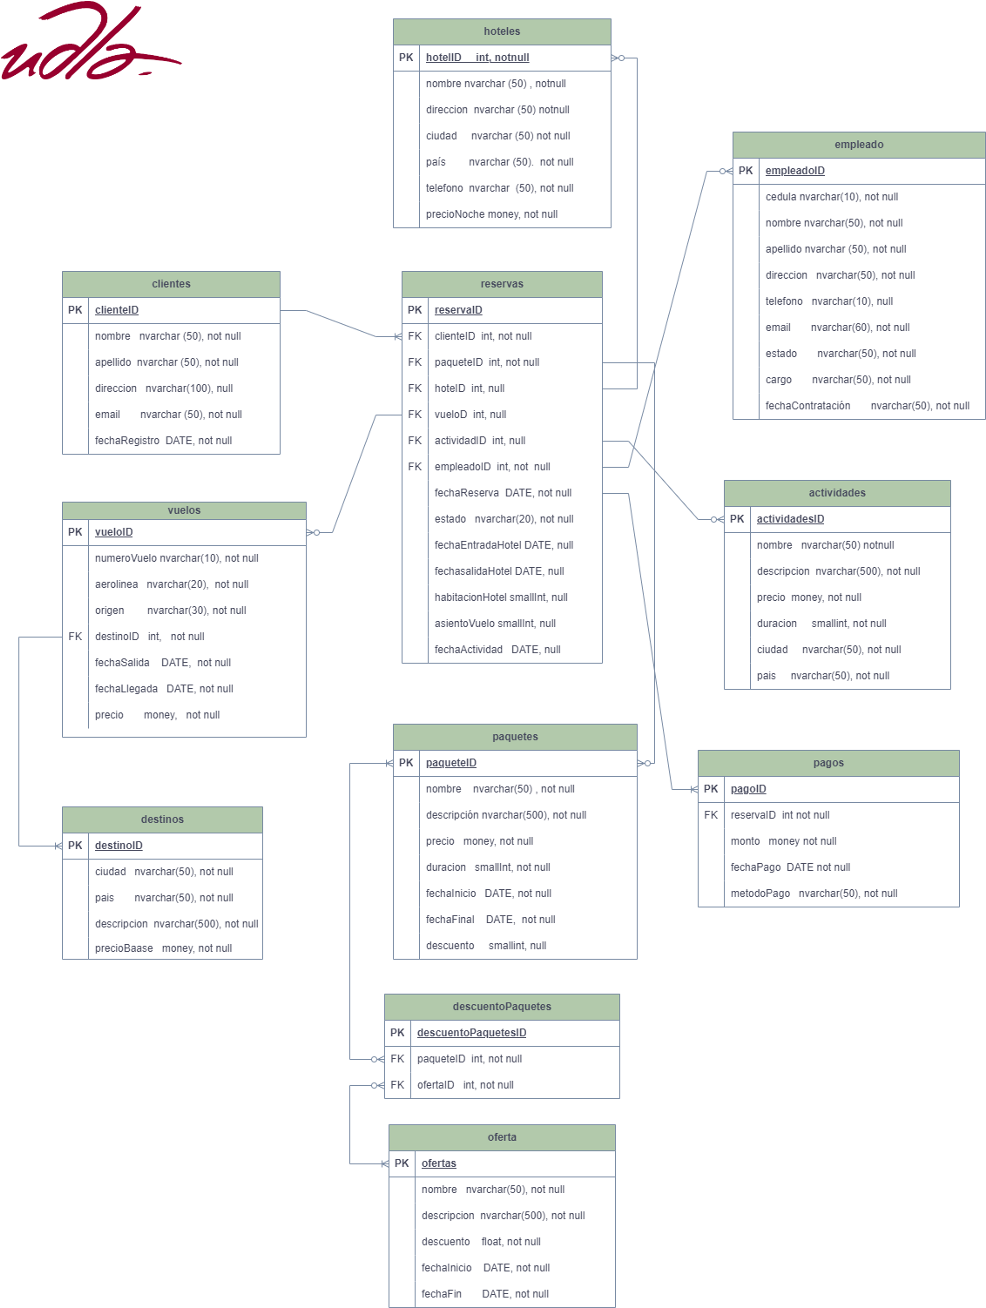 udla
hoteles
PK hotelID int, notnull
nombre nvarchar (50) , notnull
direccion nvarchar (50) notnull
ciudad nvarchar (50) not null
país nvarchar (50). not null
telefono nvarchar (50), not null
precioNoche money, not null
empleado
PK empleadoID
cedula nvarchar(10), not null
nombre nvarchar(50), not null
apellido nvarchar (50), not null
direccion nvarchar(50), not null
telefono nvarchar(10), null
email nvarchar(60), not null
estado nvarchar(50), not null
cargo nvarchar(50), not null
fechaContratación nvarchar(50), not null
clientes
PK clienteID
nombre nvarchar (50), not null
apellido nvarchar (50), not null
direccion nvarchar(100), null
email nvarchar (50), not null
fechaRegistro DATE, not null
reservas
PK reservaID
FK clienteID int, not null
FK paqueteID int, not null
FK hotelD int, null
FK vueloD int, null
FK actividadID int, null
FK empleadoID int, not null
fechaReserva DATE, not null
estado nvarchar(20), not null
fechaEntradaHotel DATE, null
fechasalidaHotel DATE, null
habitacionHotel smallInt, null
asientoVuelo smallInt, null
fechaActividad DATE, null
vuelos
PK vueloID
numeroVuelo nvarchar(10), not null
aerolinea nvarchar(20), not null
origen nvarchar(30), not null
FK destinoID int, not null
fechaSalida DATE, not null
fechaLlegada DATE, not null
precio money, not null
actividades
PK actividadesID
nombre nvarchar(50) notnull
descripcion nvarchar(500), not null
precio money, not null
duracion smallint, not null
ciudad nvarchar(50), not null
pais nvarchar(50), not null
paquetes
PK paqueteID
nombre nvarchar(50) , not null
descripción nvarchar(500), not null
precio money, not null
duracion smallInt, not null
fechaInicio DATE, not null
fechaFinal DATE, not null
descuento smallint, null
pagos
PK pagoID
FK reservaID int not null
monto money not null
fechaPago DATE not null
metodoPago nvarchar(50), not null
destinos
PK destinoID
ciudad nvarchar(50), not null
pais nvarchar(50), not null
descripcion nvarchar(500), not null
precioBaase money, not null
descuentoPaquetes
PK descuentoPaquetesID
FK paqueteID int, not null
FK ofertaID int, not null
oferta
PK ofertas
nombre nvarchar(50), not null
descripcion nvarchar(500), not null
descuento float, not null
fechaInicio DATE, not null
fechaFin DATE, not null